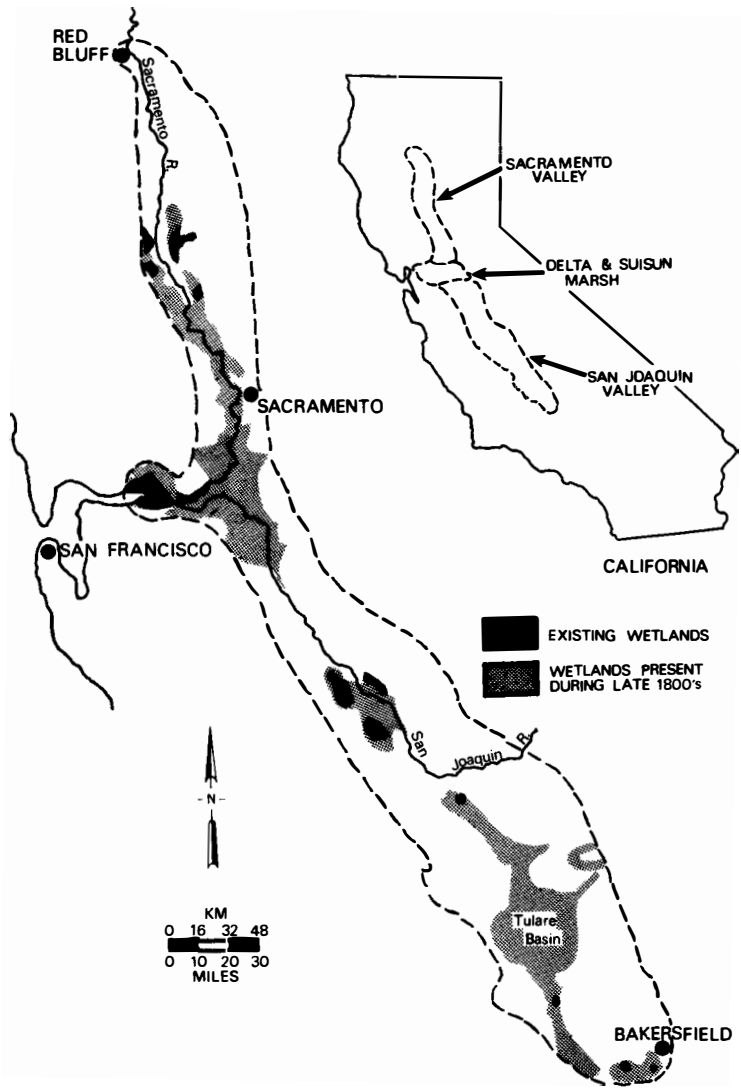 RED
BLUFF
Sacramento
R.
SACRAMENTO
VALLEY
DELTA & SUISUN
MARSH
SAN JOAQUIN
VALLEY
SACRAMENTO
SAN FRANCISCO
CALIFORNIA
EXISTING WETLANDS
WETLANDS PRESENT
DURING LATE 1800's
San
Joaquin
R.
-N-
KM
0 16 32 48
0 10 20 30
MILES
Tulare
Basin
BAKERSFIELD